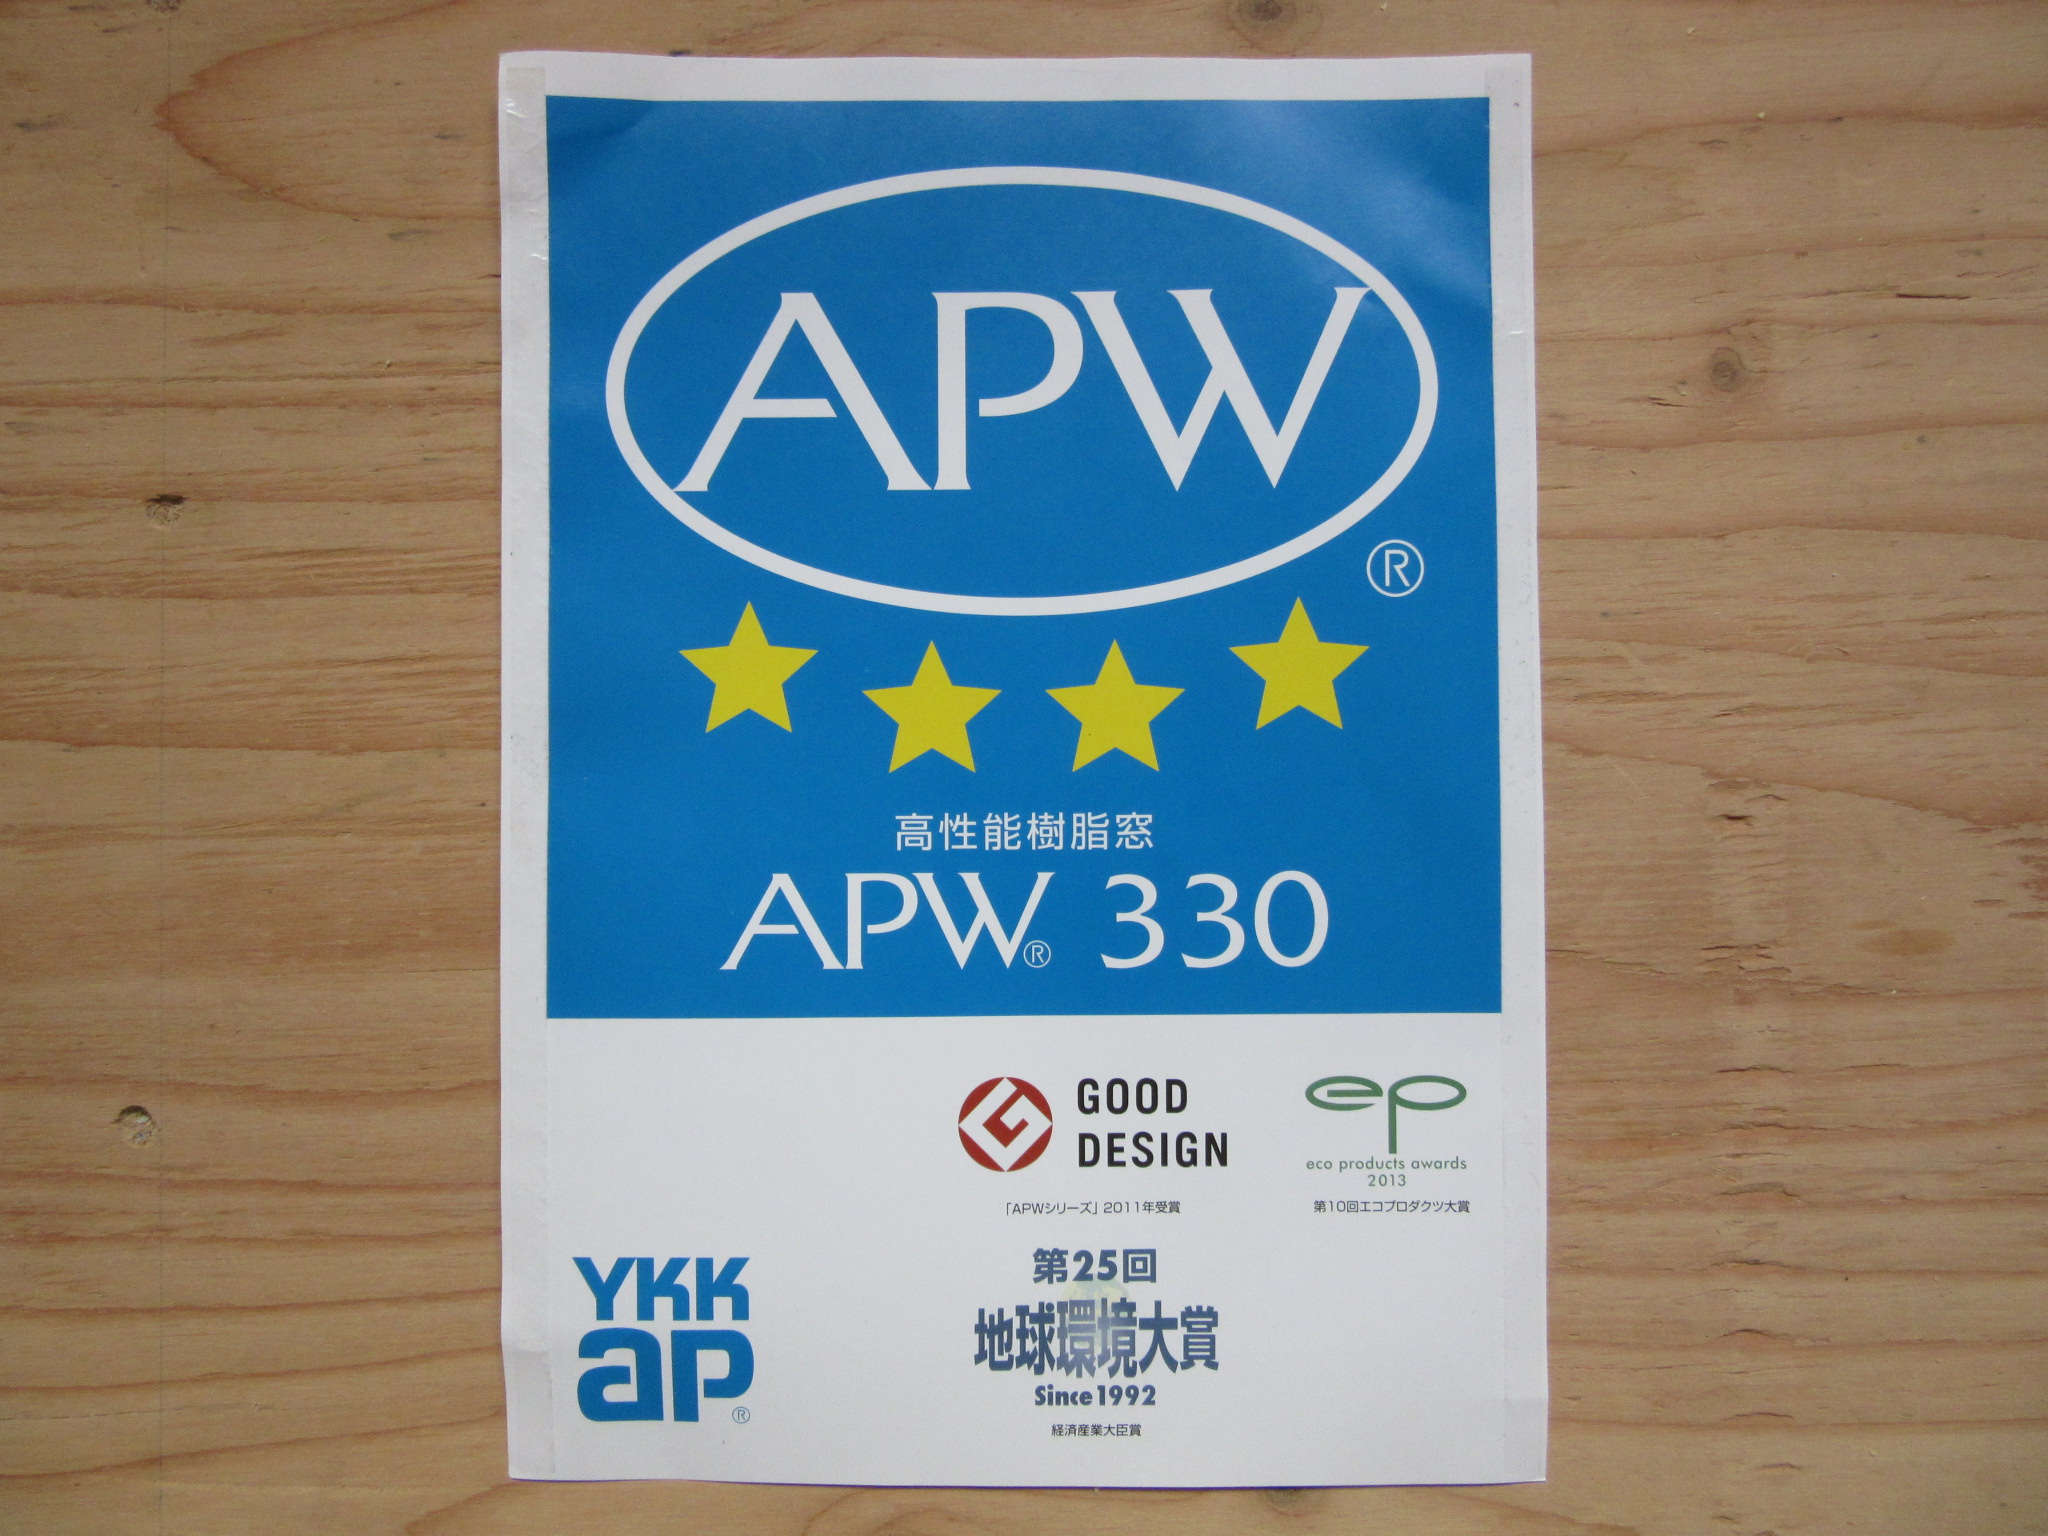 APW®
高性能樹脂窓
APW® 330
GOOD
DESIGN
「APWシリーズ」2011年受賞
ep
eco products awards
2013
第10回エコプロダクツ大賞
YKK
ap®
第25回
地球環境大賞
Since 1992
経済産業大臣賞